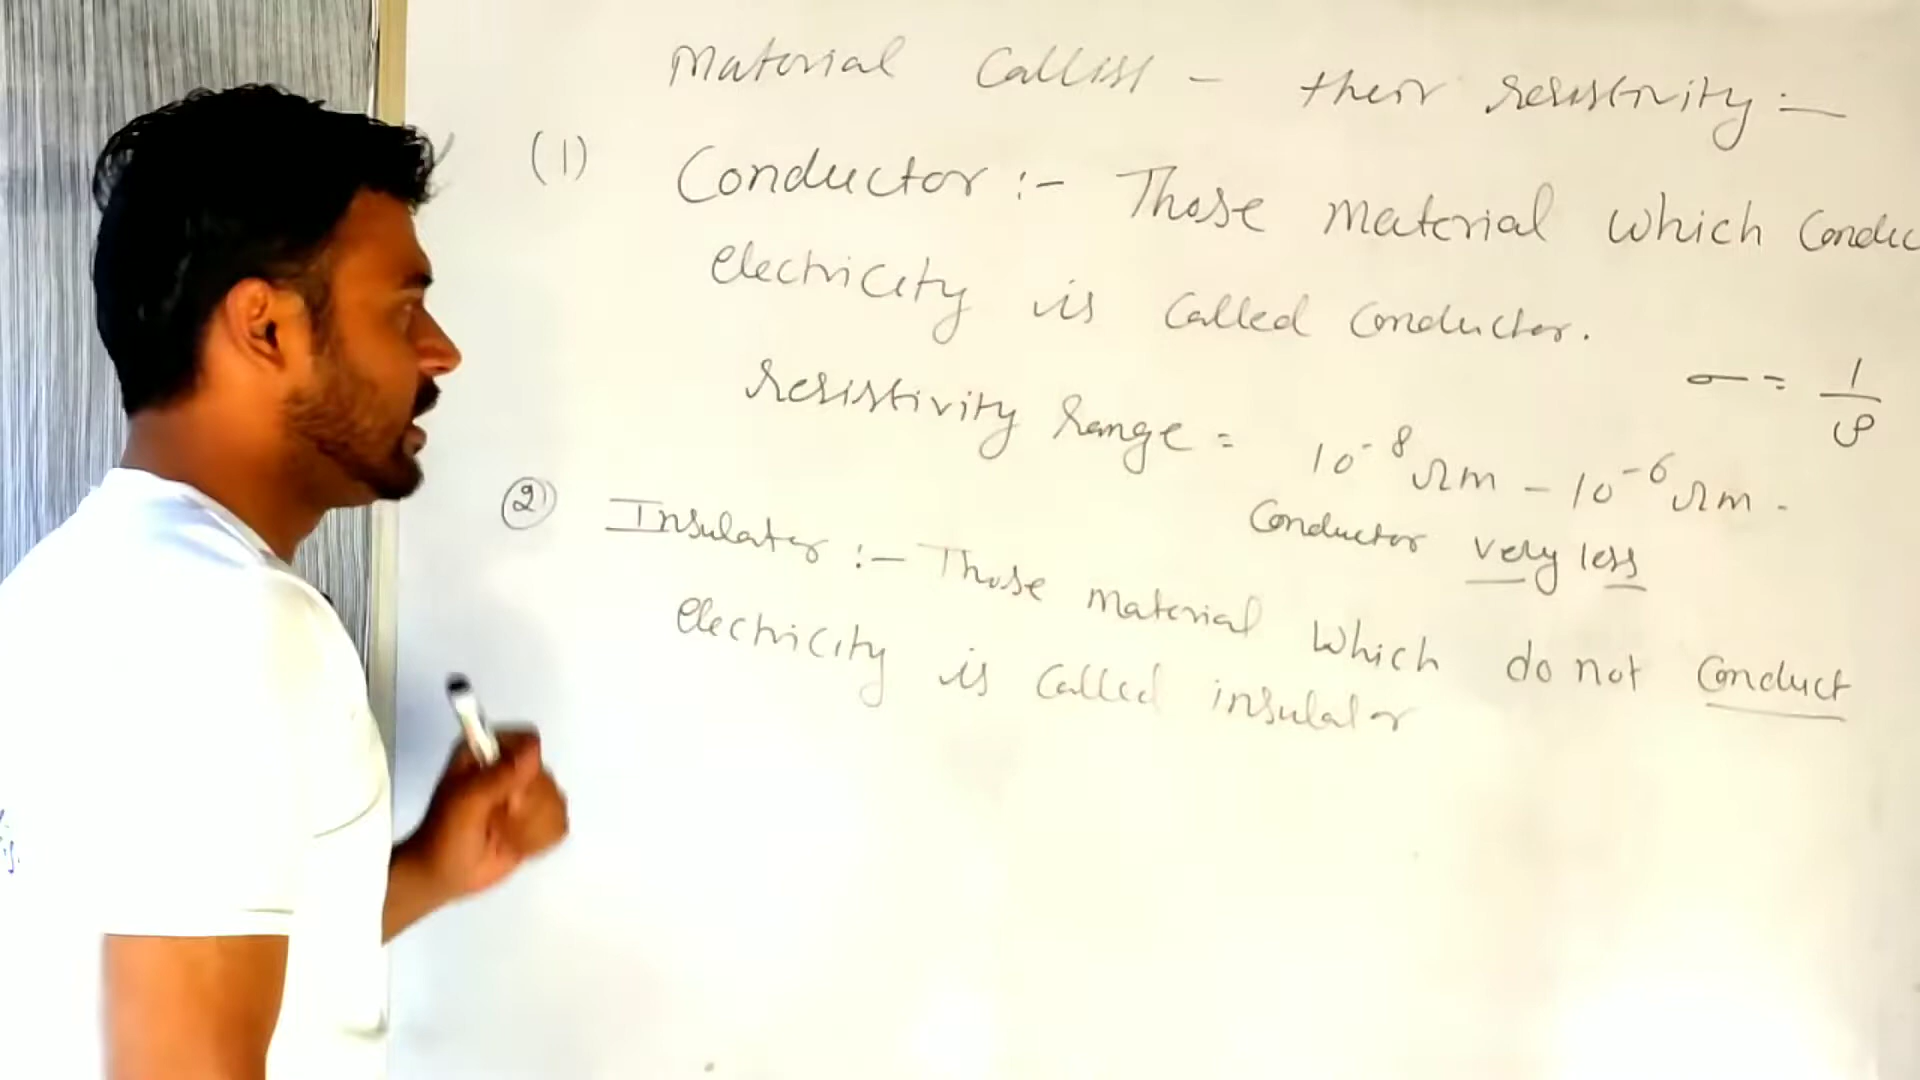 Material - their resistivity :-
(1) Conductor :- Those material which Conduc
electricity is called conductor.
σ = 1/ρ
resistivity range = 10⁻⁸ Ωm - 10⁻⁶ Ωm .
Conductor very less
(2) Insulator :- Those material which do not conduct
electricity is called insulator